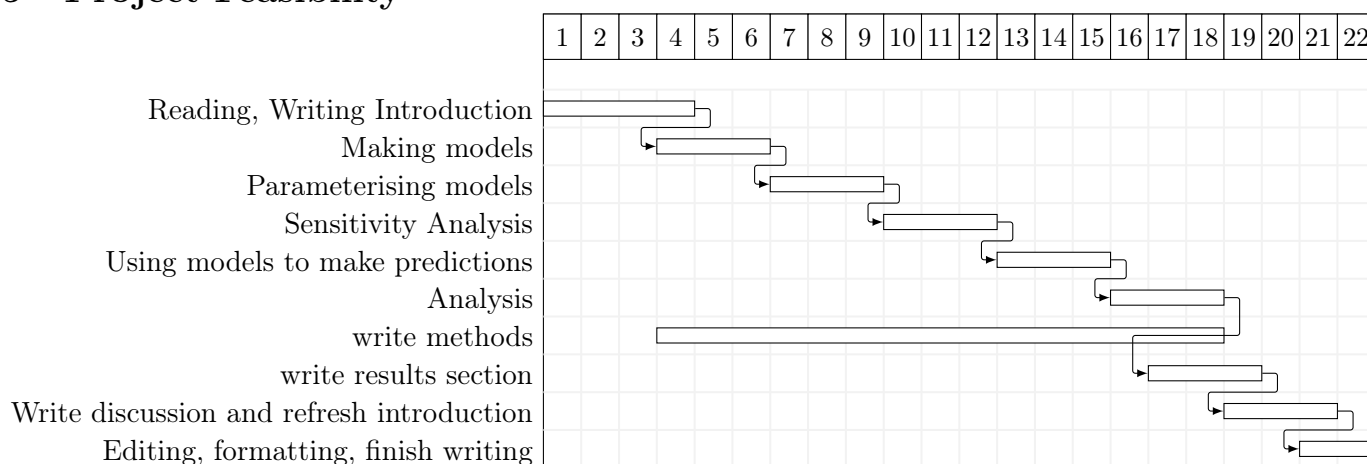 Project Feasibility
1 2 3 4 5 6 7 8 9 10 11 12 13 14 15 16 17 18 19 20 21 22
Reading, Writing Introduction
Making models
Parameterising models
Sensitivity Analysis
Using models to make predictions
Analysis
write methods
write results section
Write discussion and refresh introduction
Editing, formatting, finish writing